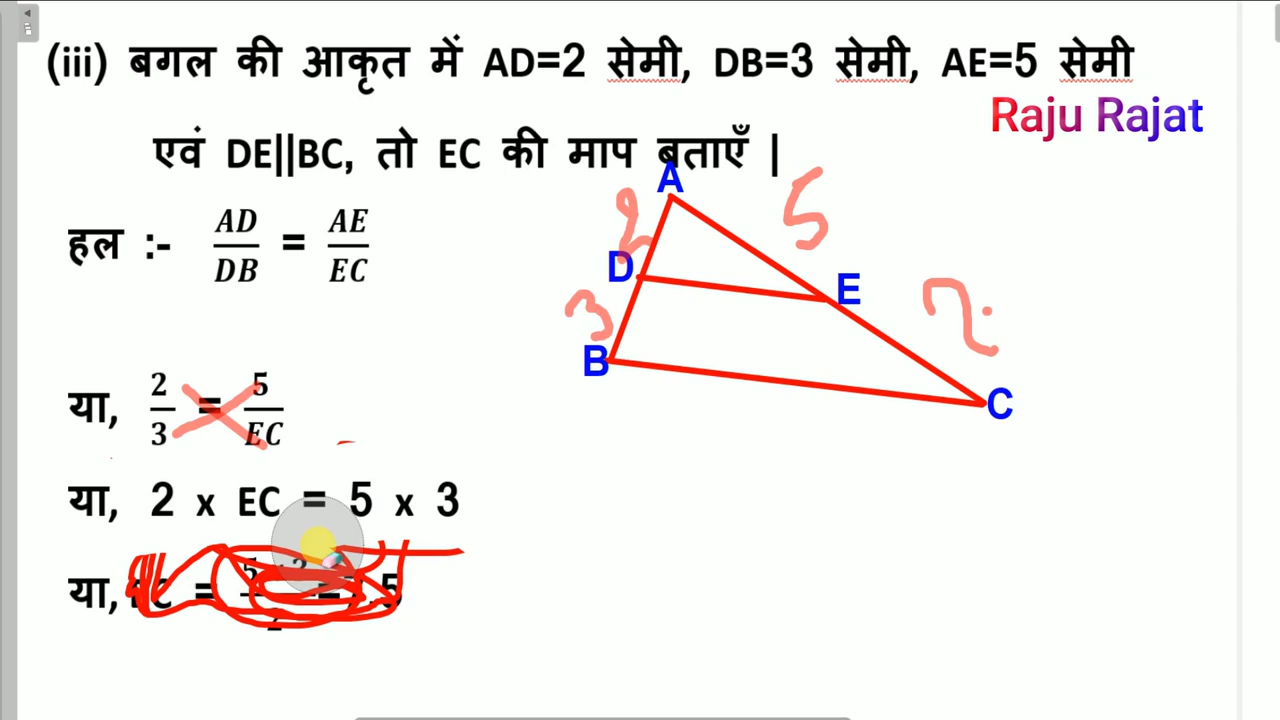 (iii) बगल की आकृत में AD=2 सेमी, DB=3 सेमी, AE=5 सेमी
Raju Rajat
एवं DE||BC, तो EC की माप बताएँ |
A
2
5
D
E
3
B
C
हल :- AD/DB = AE/EC
या, 2/3 = 5/EC
या, 2 x EC = 5 x 3
या,